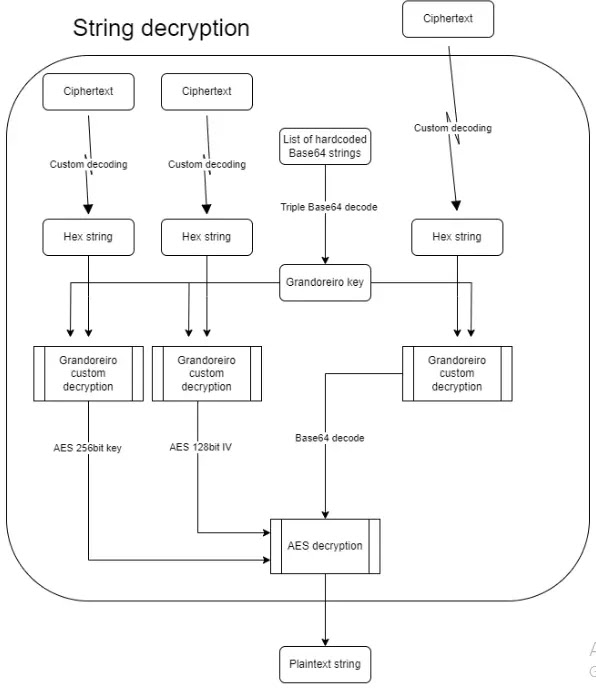 String decryption
Ciphertext
Ciphertext
Ciphertext
Custom decoding
List of hardcoded
Base64 strings
Custom decoding
Custom decoding
Triple Base64 decode
Hex string
Hex string
Hex string
Grandoreiro key
Grandoreiro
custom
decryption
Grandoreiro
custom
decryption
Grandoreiro
custom
decryption
Base64 decode
AES 256bit key
AES 128bit IV
AES decryption
Plaintext string